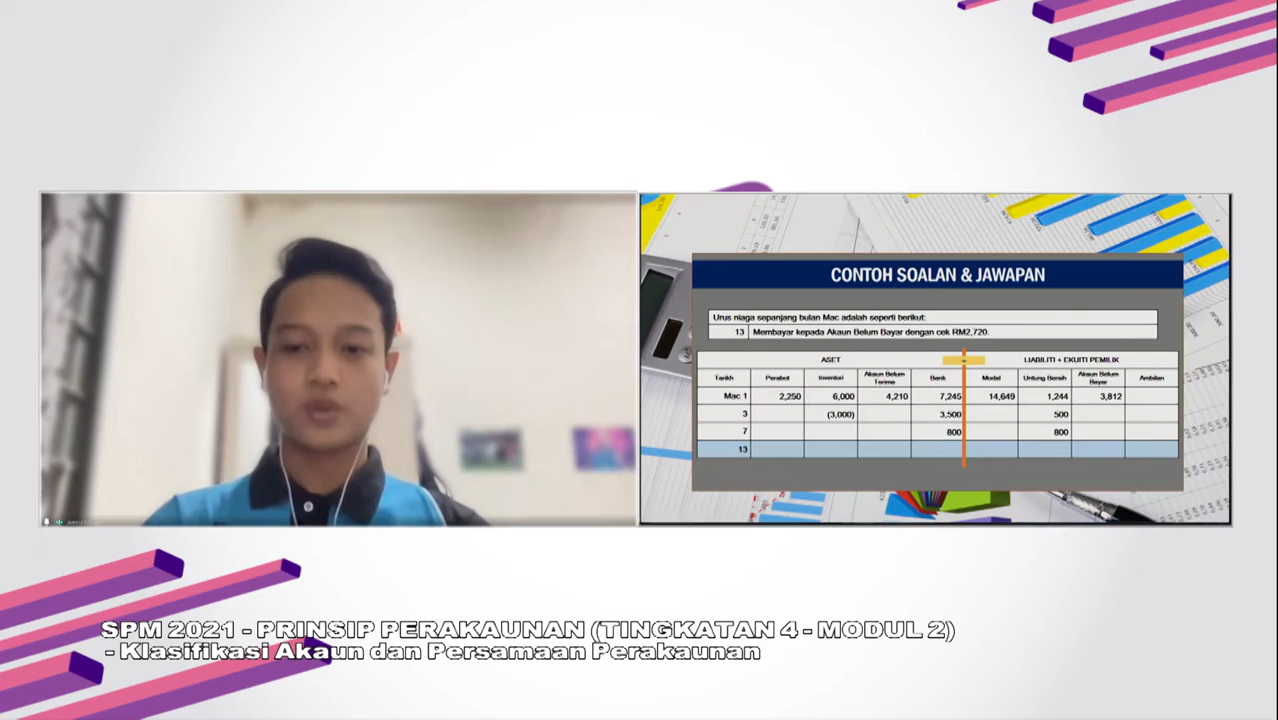 CONTOH SOALAN & JAWAPAN
Urus niaga sepanjang bulan Mac adalah seperti berikut:
13 Membayar kepada Akaun Belum Bayar dengan cek RM2,720.
ASET = LIABILITI + EKUITI PEMILIK
Tarikh Perabot Inventori Akaun Belum Terima Bank Modal Untung Bersih Akaun Belum Bayar Ambilan
Mac 1 2,250 6,000 4,210 7,245 14,649 1,244 3,812
3 (3,000) 3,500 500
7 800 800
13
SPM 2021 - PRINSIP PERAKAUNAN (TINGKATAN 4 - MODUL 2)
- Klasifikasi Akaun dan Persamaan Perakaunan